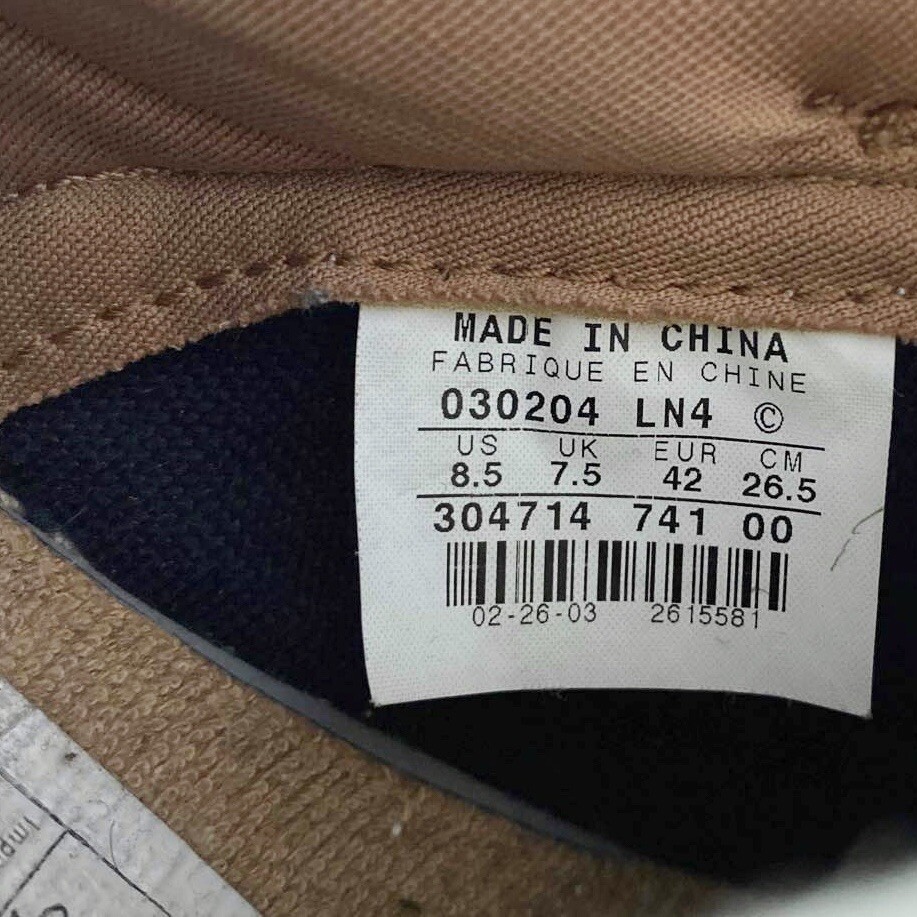 MADE IN CHINA
FABRIQUE EN CHINE
030204 LN4 ©
US UK EUR CM
8.5 7.5 42 26.5
304714 741 00
02-26-03 2615581